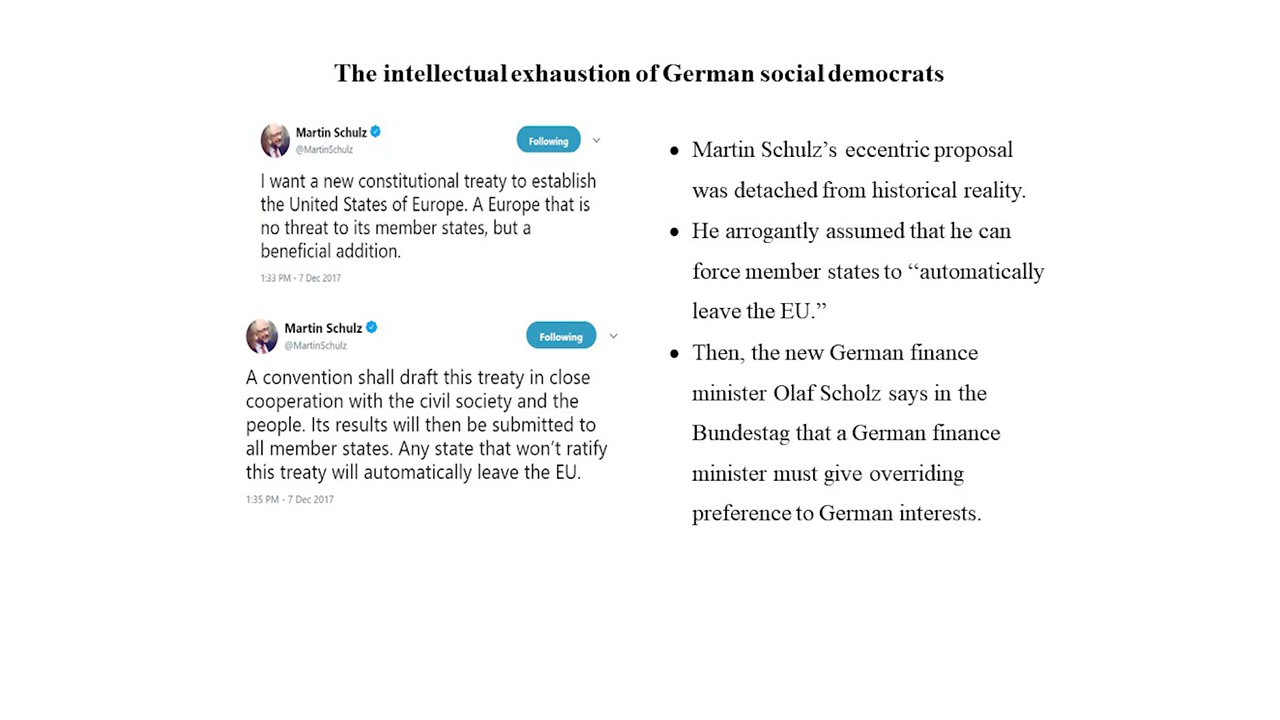 The intellectual exhaustion of German social democrats
Martin Schulz
@MartinSchulz
Following
I want a new constitutional treaty to establish
the United States of Europe. A Europe that is
no threat to its member states, but a
beneficial addition.
1:33 PM - 7 Dec 2017
Martin Schulz
@MartinSchulz
Following
A convention shall draft this treaty in close
cooperation with the civil society and the
people. Its results will then be submitted to
all member states. Any state that won't ratify
this treaty will automatically leave the EU.
1:35 PM - 7 Dec 2017
• Martin Schulz’s eccentric proposal
was detached from historical reality.
• He arrogantly assumed that he can
force member states to “automatically
leave the EU.”
• Then, the new German finance
minister Olaf Scholz says in the
Bundestag that a German finance
minister must give overriding
preference to German interests.